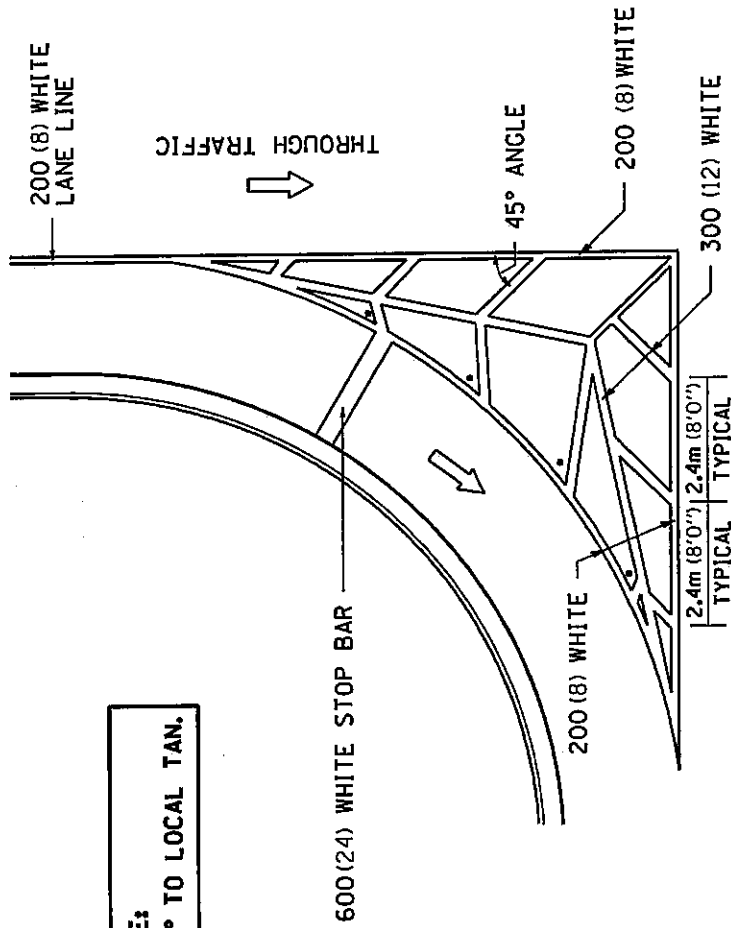 200 (8) WHITE
LANE LINE
THROUGH TRAFFIC
45° ANGLE
200 (8) WHITE
300 (12) WHITE
2.4m (8'0")
TYPICAL
2.4m (8'0")
TYPICAL
200 (8) WHITE
600 (24) WHITE STOP BAR
° TO LOCAL TAN.